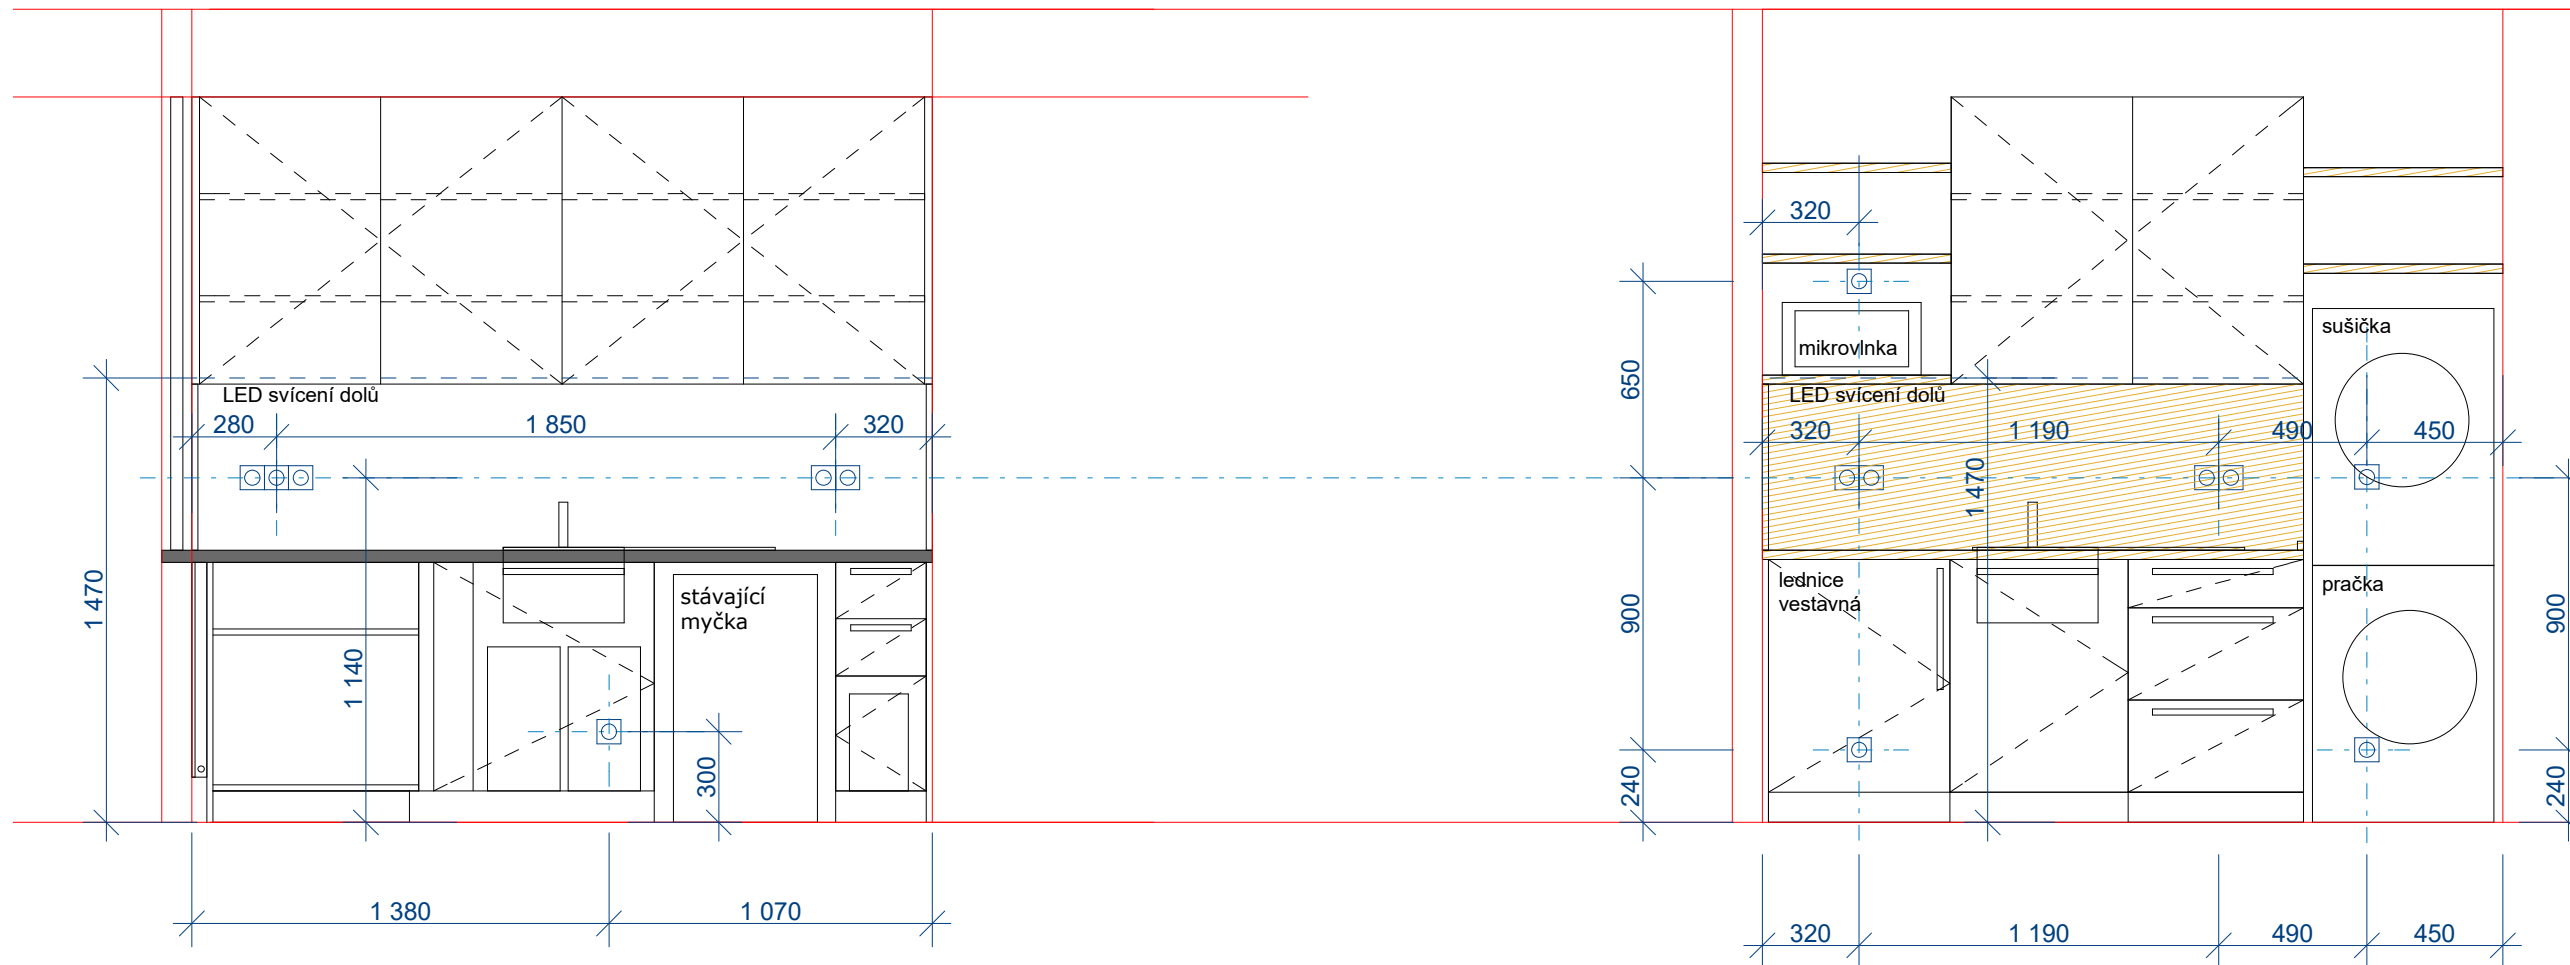 LED svícení dolů
280
1 850
320
1 470
1 140
stávající
myčka
300
1 380
1 070
320
650
mikrovlnka
sušička
LED svícení dolů
320
1 190
490
450
1 470
900
lednice
vestavná
pračka
900
240
240
320
1 190
490
450